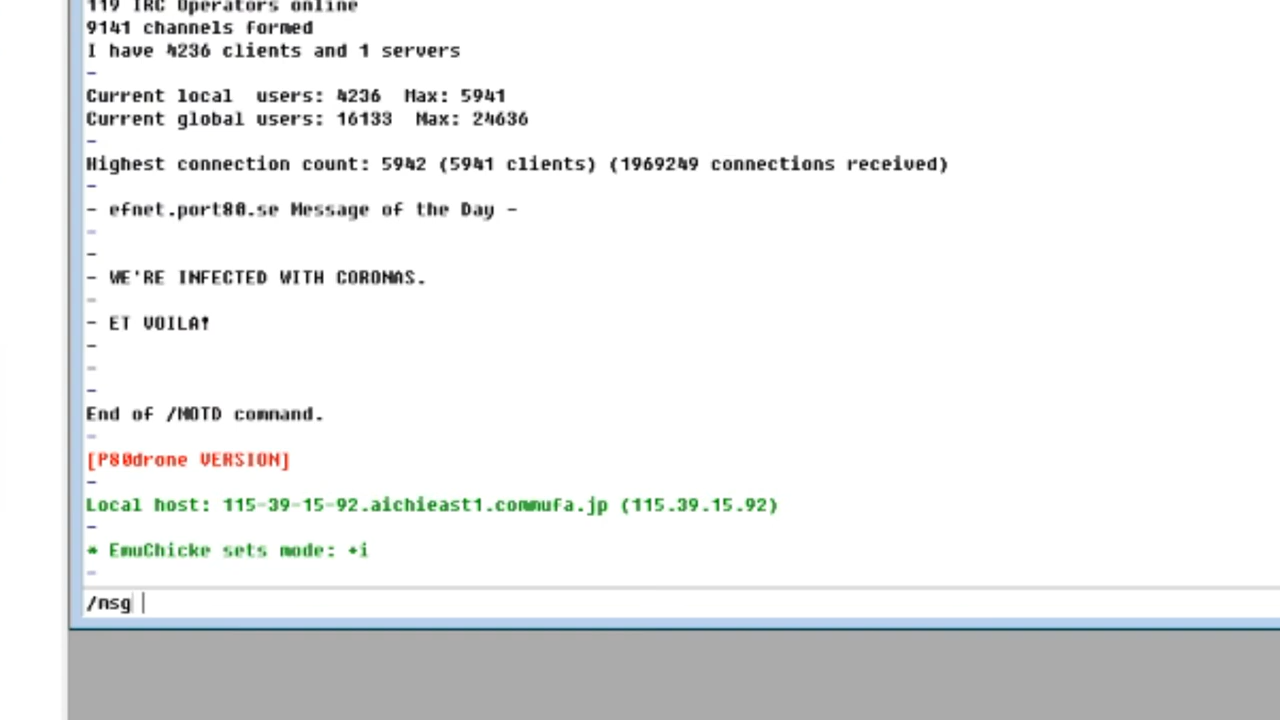 119 IRC Operators online
9141 channels formed
I have 4236 clients and 1 servers
-
Current local  users: 4236  Max: 5941
Current global users: 16133  Max: 24636
-
Highest connection count: 5942 (5941 clients) (1969249 connections received)
-
- efnet.port80.se Message of the Day -
-
-
- WE'RE INFECTED WITH CORONAS.
-
- ET VOILA!
-
-
-
End of /MOTD command.
-
[P80drone VERSION]
-
Local host: 115-39-15-92.aichieast1.commufa.jp (115.39.15.92)
-
* EmuChicke sets mode: +i
-
/msg